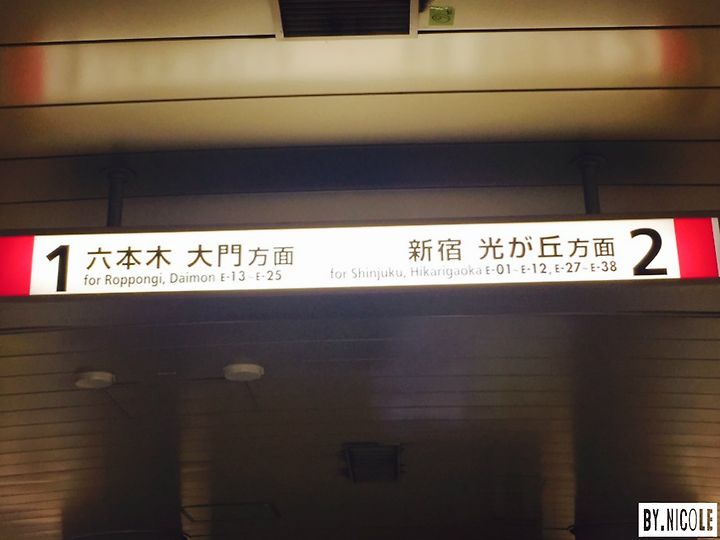 1 六本木 大門方面
for Roppongi, Daimon E-13~E-25
新宿 光が丘方面 2
for Shinjuku, Hikarigaoka E-01~E-12, E-27~E-38
BY.NICOLE